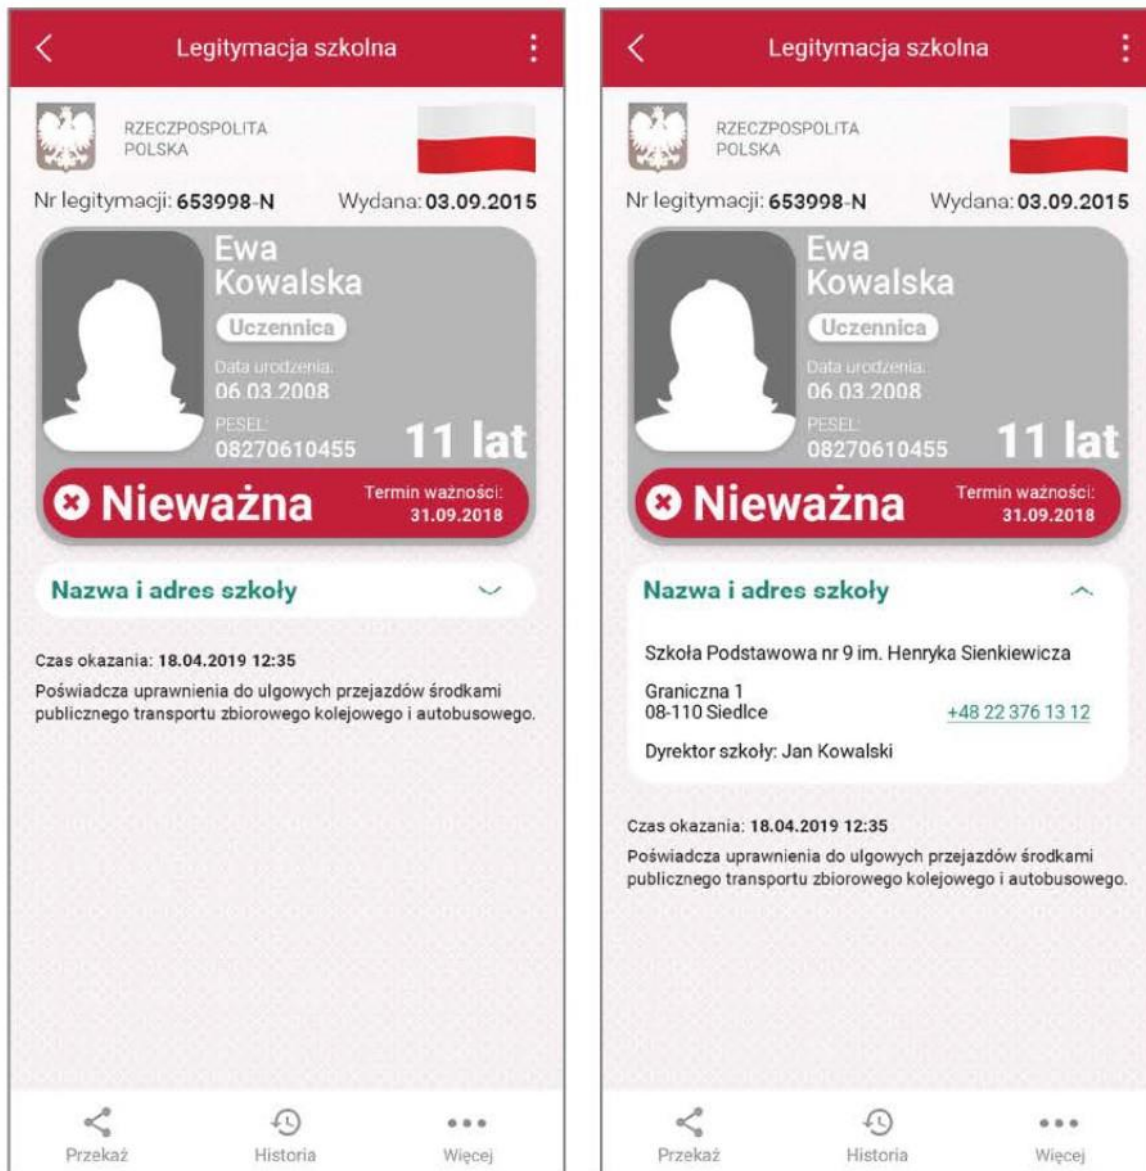 Legitymacja szkolna
RZECZPOSPOLITA
POLSKA
Nr legitymacji: 653998-N Wydana: 03.09.2015
Ewa
Kowalska
Uczennica
Data urodzenia:
06.03.2008
PESEL:
08270610455
11 lat
Nieważna
Termin ważności:
31.09.2018
Nazwa i adres szkoły
Czas okazania: 18.04.2019 12:35
Poświadcza uprawnienia do ulgowych przejazdów środkami
publicznego transportu zbiorowego kolejowego i autobusowego.
Przekaż Historia Więcej
Legitymacja szkolna
RZECZPOSPOLITA
POLSKA
Nr legitymacji: 653998-N Wydana: 03.09.2015
Ewa
Kowalska
Uczennica
Data urodzenia:
06.03.2008
PESEL:
08270610455
11 lat
Nieważna
Termin ważności:
31.09.2018
Nazwa i adres szkoły
Szkoła Podstawowa nr 9 im. Henryka Sienkiewicza
Graniczna 1
08-110 Siedlce +48 22 376 13 12
Dyrektor szkoły: Jan Kowalski
Czas okazania: 18.04.2019 12:35
Poświadcza uprawnienia do ulgowych przejazdów środkami
publicznego transportu zbiorowego kolejowego i autobusowego.
Przekaż Historia Więcej